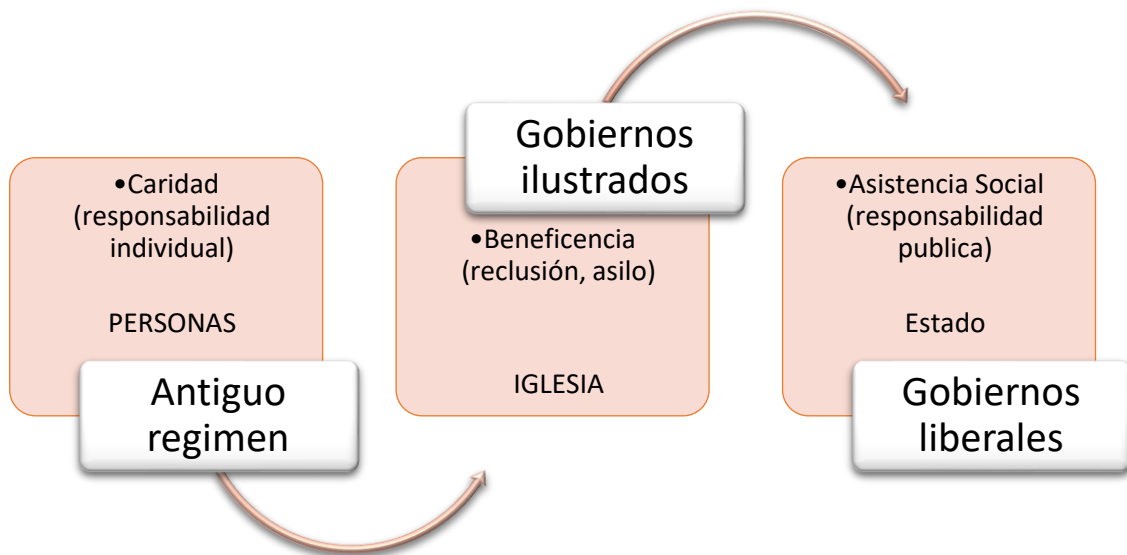 •Caridad
(responsabilidad
individual)
PERSONAS
Antiguo
regimen
Gobiernos
ilustrados
•Beneficencia
(reclusión, asilo)
IGLESIA
•Asistencia Social
(responsabilidad
publica)
Estado
Gobiernos
liberales